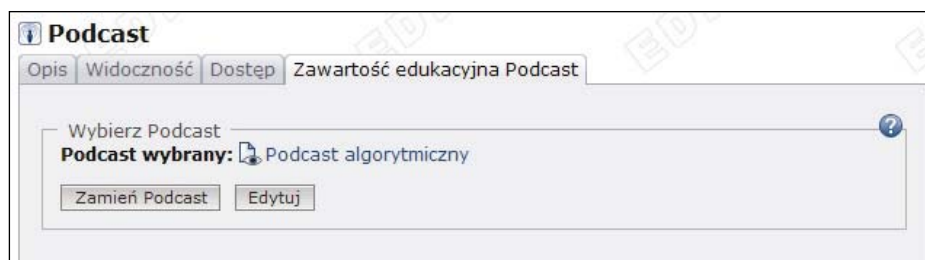 Podcast
Opis Widoczność Dostęp Zawartość edukacyjna Podcast
Wybierz Podcast
Podcast wybrany: Podcast algorytmiczny
Zamień Podcast Edytuj